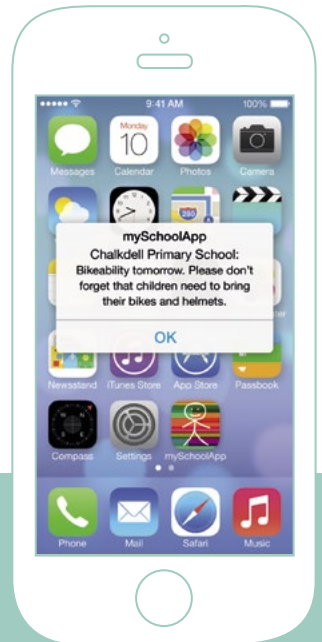 9:41 AM 100%
Monday
10
Messages Calendar Photos Camera
280
mySchoolApp
Chalkdell Primary School:
Bikeability tomorrow. Please don't
forget that children need to bring
their bikes and helmets.
OK
Newsstand iTunes Store App Store Passbook
Compass Settings mySchoolApp
Phone Mail Safari Music